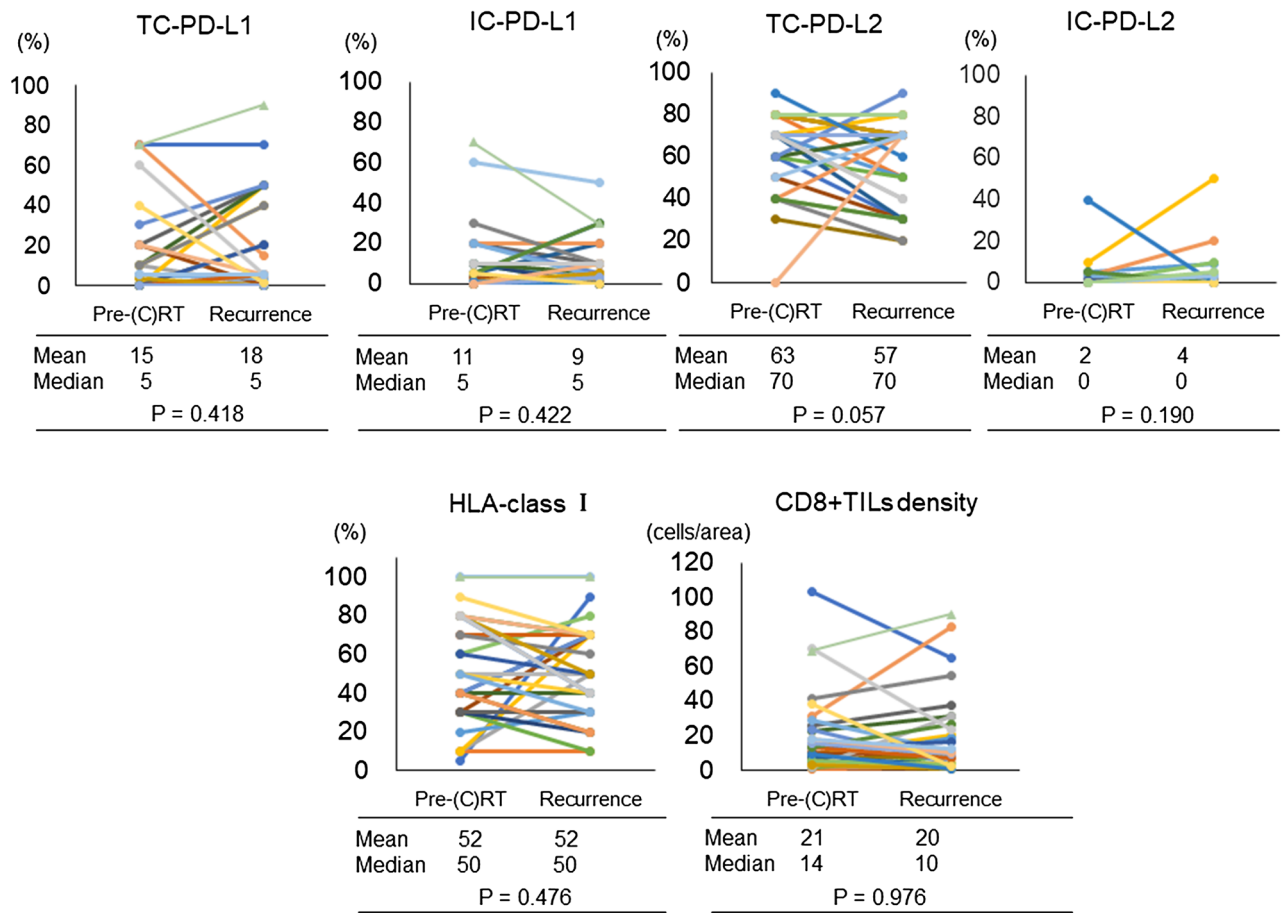 TC-PD-L1
(%)
100
80
60
40
20
0
Pre-(C)RT Recurrence
Mean 15 18
Median 5 5
P = 0.418
IC-PD-L1
(%)
100
80
60
40
20
0
Pre-(C)RT Recurrence
Mean 11 9
Median 5 5
P = 0.422
TC-PD-L2
(%)
100
80
60
40
20
0
Pre-(C)RT Recurrence
Mean 63 57
Median 70 70
P = 0.057
IC-PD-L2
(%)
100
80
60
40
20
0
Pre-(C)RT Recurrence
Mean 2 4
Median 0 0
P = 0.190
HLA-class Ⅰ
(%)
100
80
60
40
20
0
Pre-(C)RT Recurrence
Mean 52 52
Median 50 50
P = 0.476
CD8+TILs density
(cells/area)
120
100
80
60
40
20
0
Pre-(C)RT Recurrence
Mean 21 20
Median 14 10
P = 0.976